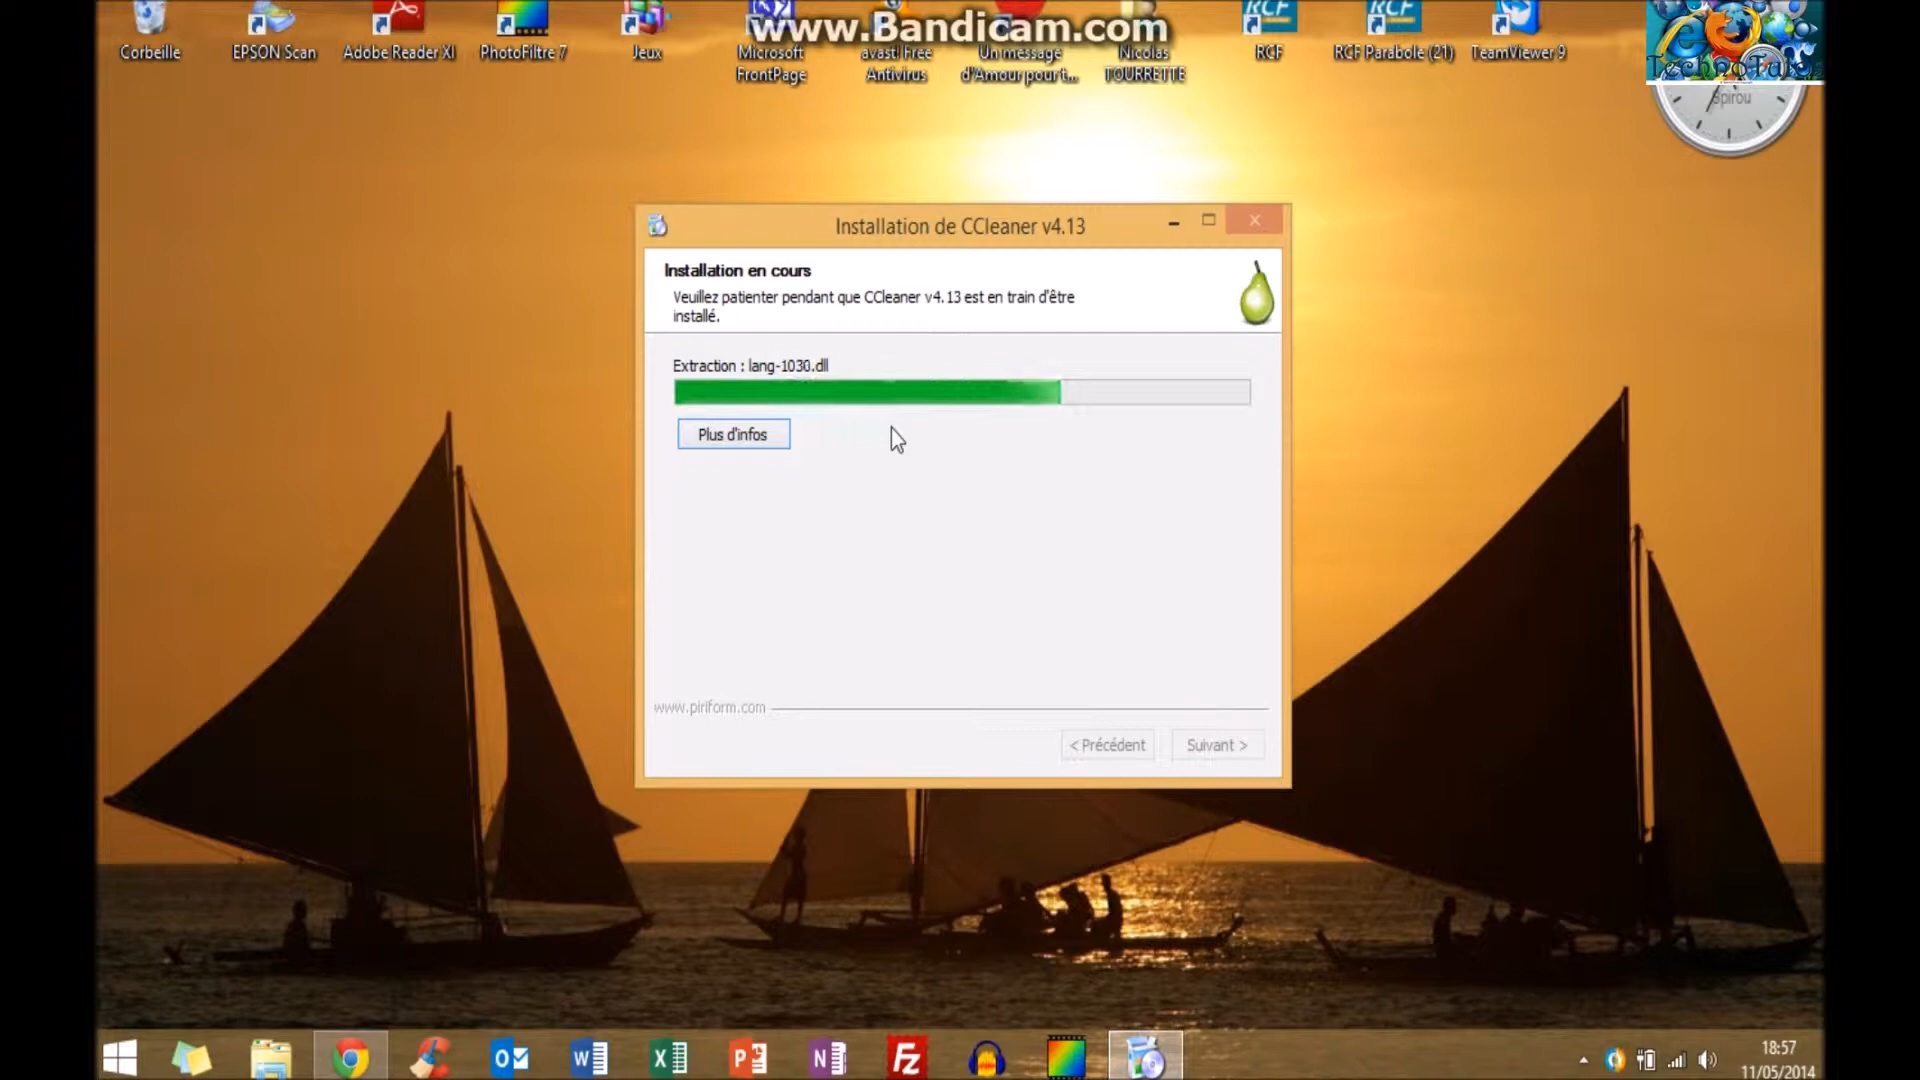 www.Bandicam.com
Corbeille
EPSON Scan
Adobe Reader XI
PhotoFiltre 7
Jeux
Microsoft
FrontPage
avast! Free
Antivirus
Un message
d'Amour pour t...
Nicolas
TOURRETTE
RCF
RCF
RCF
RCF Parabole (21)
TeamViewer 9
Spirou
Installation de CCleaner v4.13
Installation en cours
Veuillez patienter pendant que CCleaner v4.13 est en train d'être
installé.
Extraction : lang-1030.dll
Plus d'infos
www.piriform.com
< Précédent
Suivant >
18:57
11/05/2014